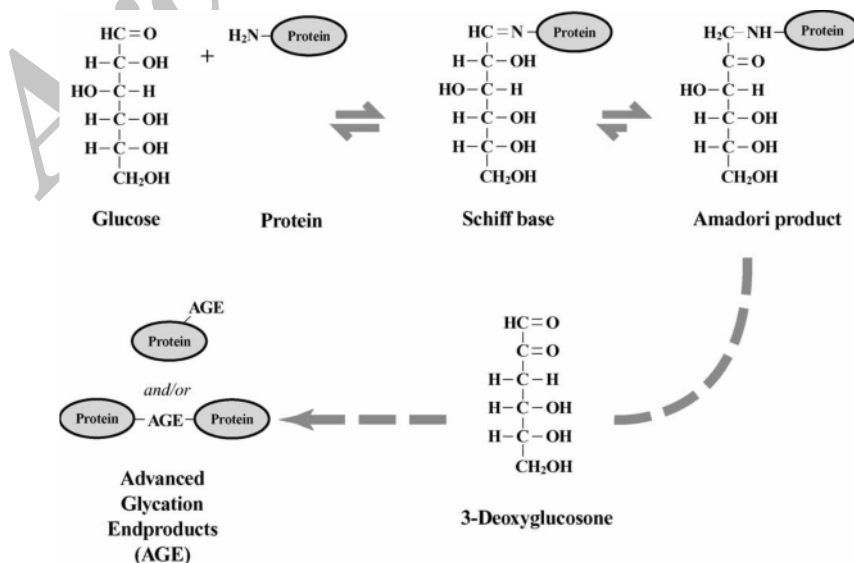 HC=O
H–C–OH
HO–C–H
H–C–OH
H–C–OH
CH₂OH
Glucose
+
H₂N–Protein
Protein
HC=N–Protein
H–C–OH
HO–C–H
H–C–OH
H–C–OH
CH₂OH
Schiff base
H₂C–NH–Protein
C=O
HO–C–H
H–C–OH
H–C–OH
CH₂OH
Amadori product
AGE
Protein
and/or
Protein–AGE–Protein
Advanced
Glycation
Endproducts
(AGE)
HC=O
C=O
H–C–H
H–C–OH
H–C–OH
CH₂OH
3-Deoxyglucosone